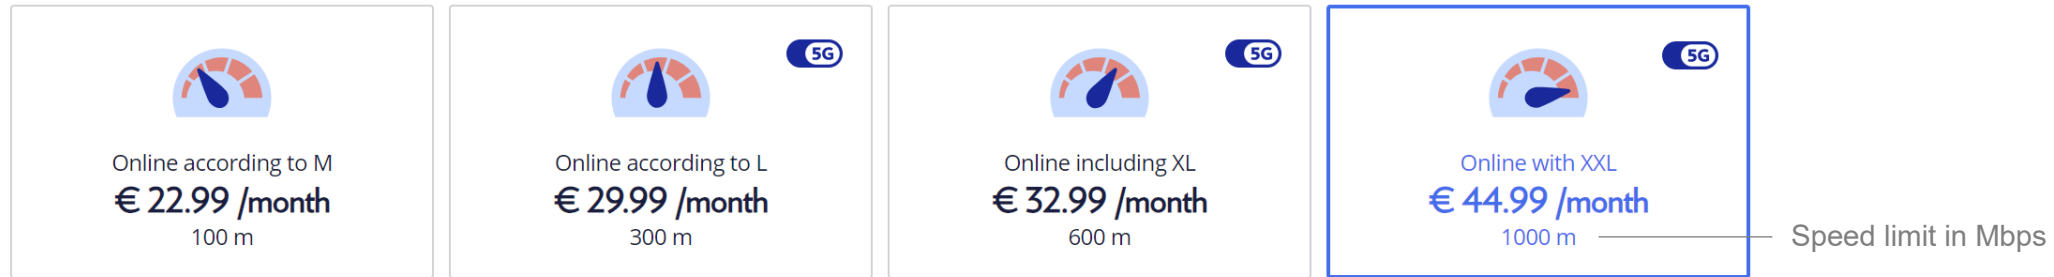 Online according to M
€ 22.99 /month
100 m
5G
Online according to L
€ 29.99 /month
300 m
5G
Online including XL
€ 32.99 /month
600 m
5G
Online with XXL
€ 44.99 /month
1000 m
Speed limit in Mbps